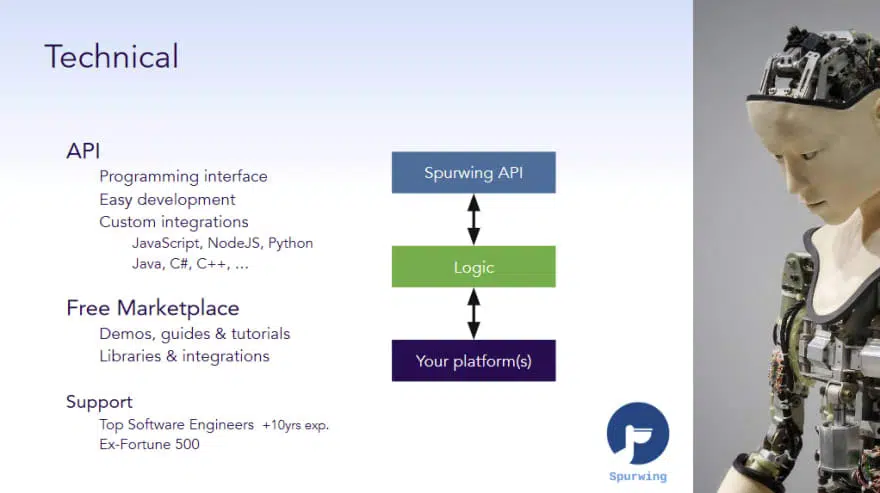 Technical
API
Programming interface
Easy development
Custom integrations
JavaScript, NodeJS, Python
Java, C#, C++, ...
Free Marketplace
Demos, guides & tutorials
Libraries & integrations
Support
Top Software Engineers +10yrs exp.
Ex-Fortune 500
Spurwing API
Logic
Your platform(s)
Spurwing